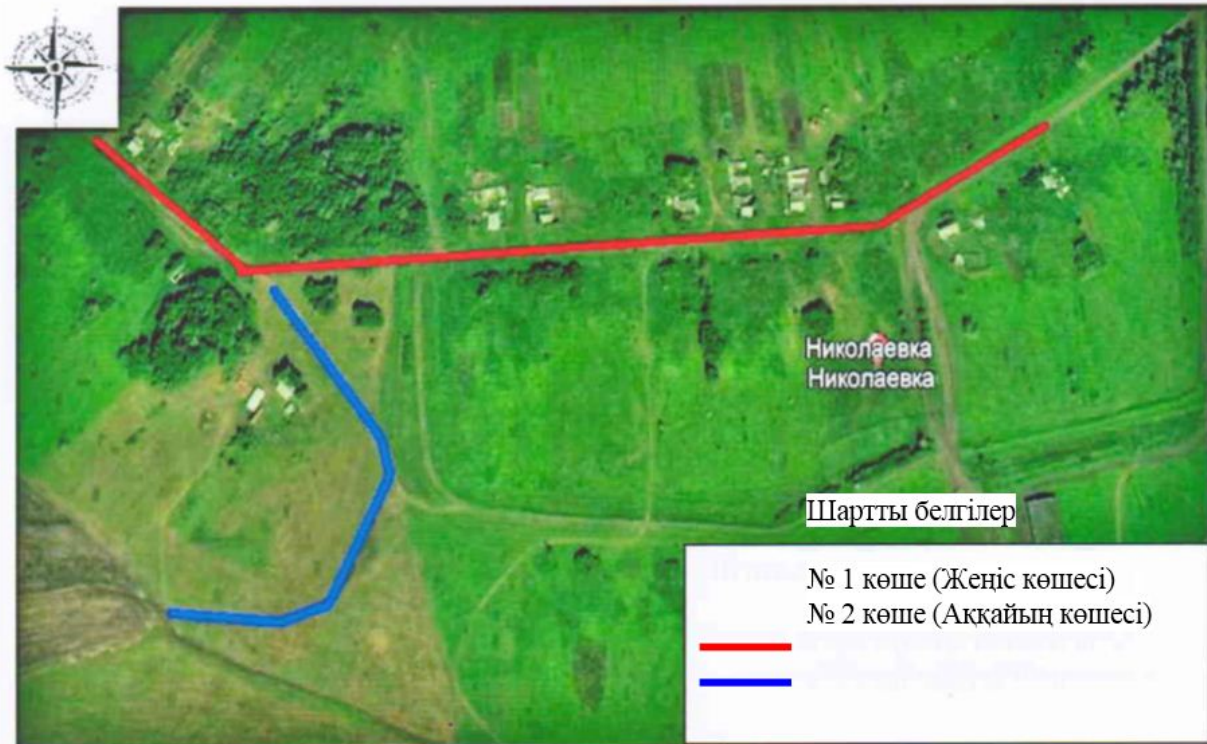 Николаевка
Николаевка
Шартты белгілер
№ 1 көше (Жеңіс көшесі)
№ 2 көше (Аққайың көшесі)